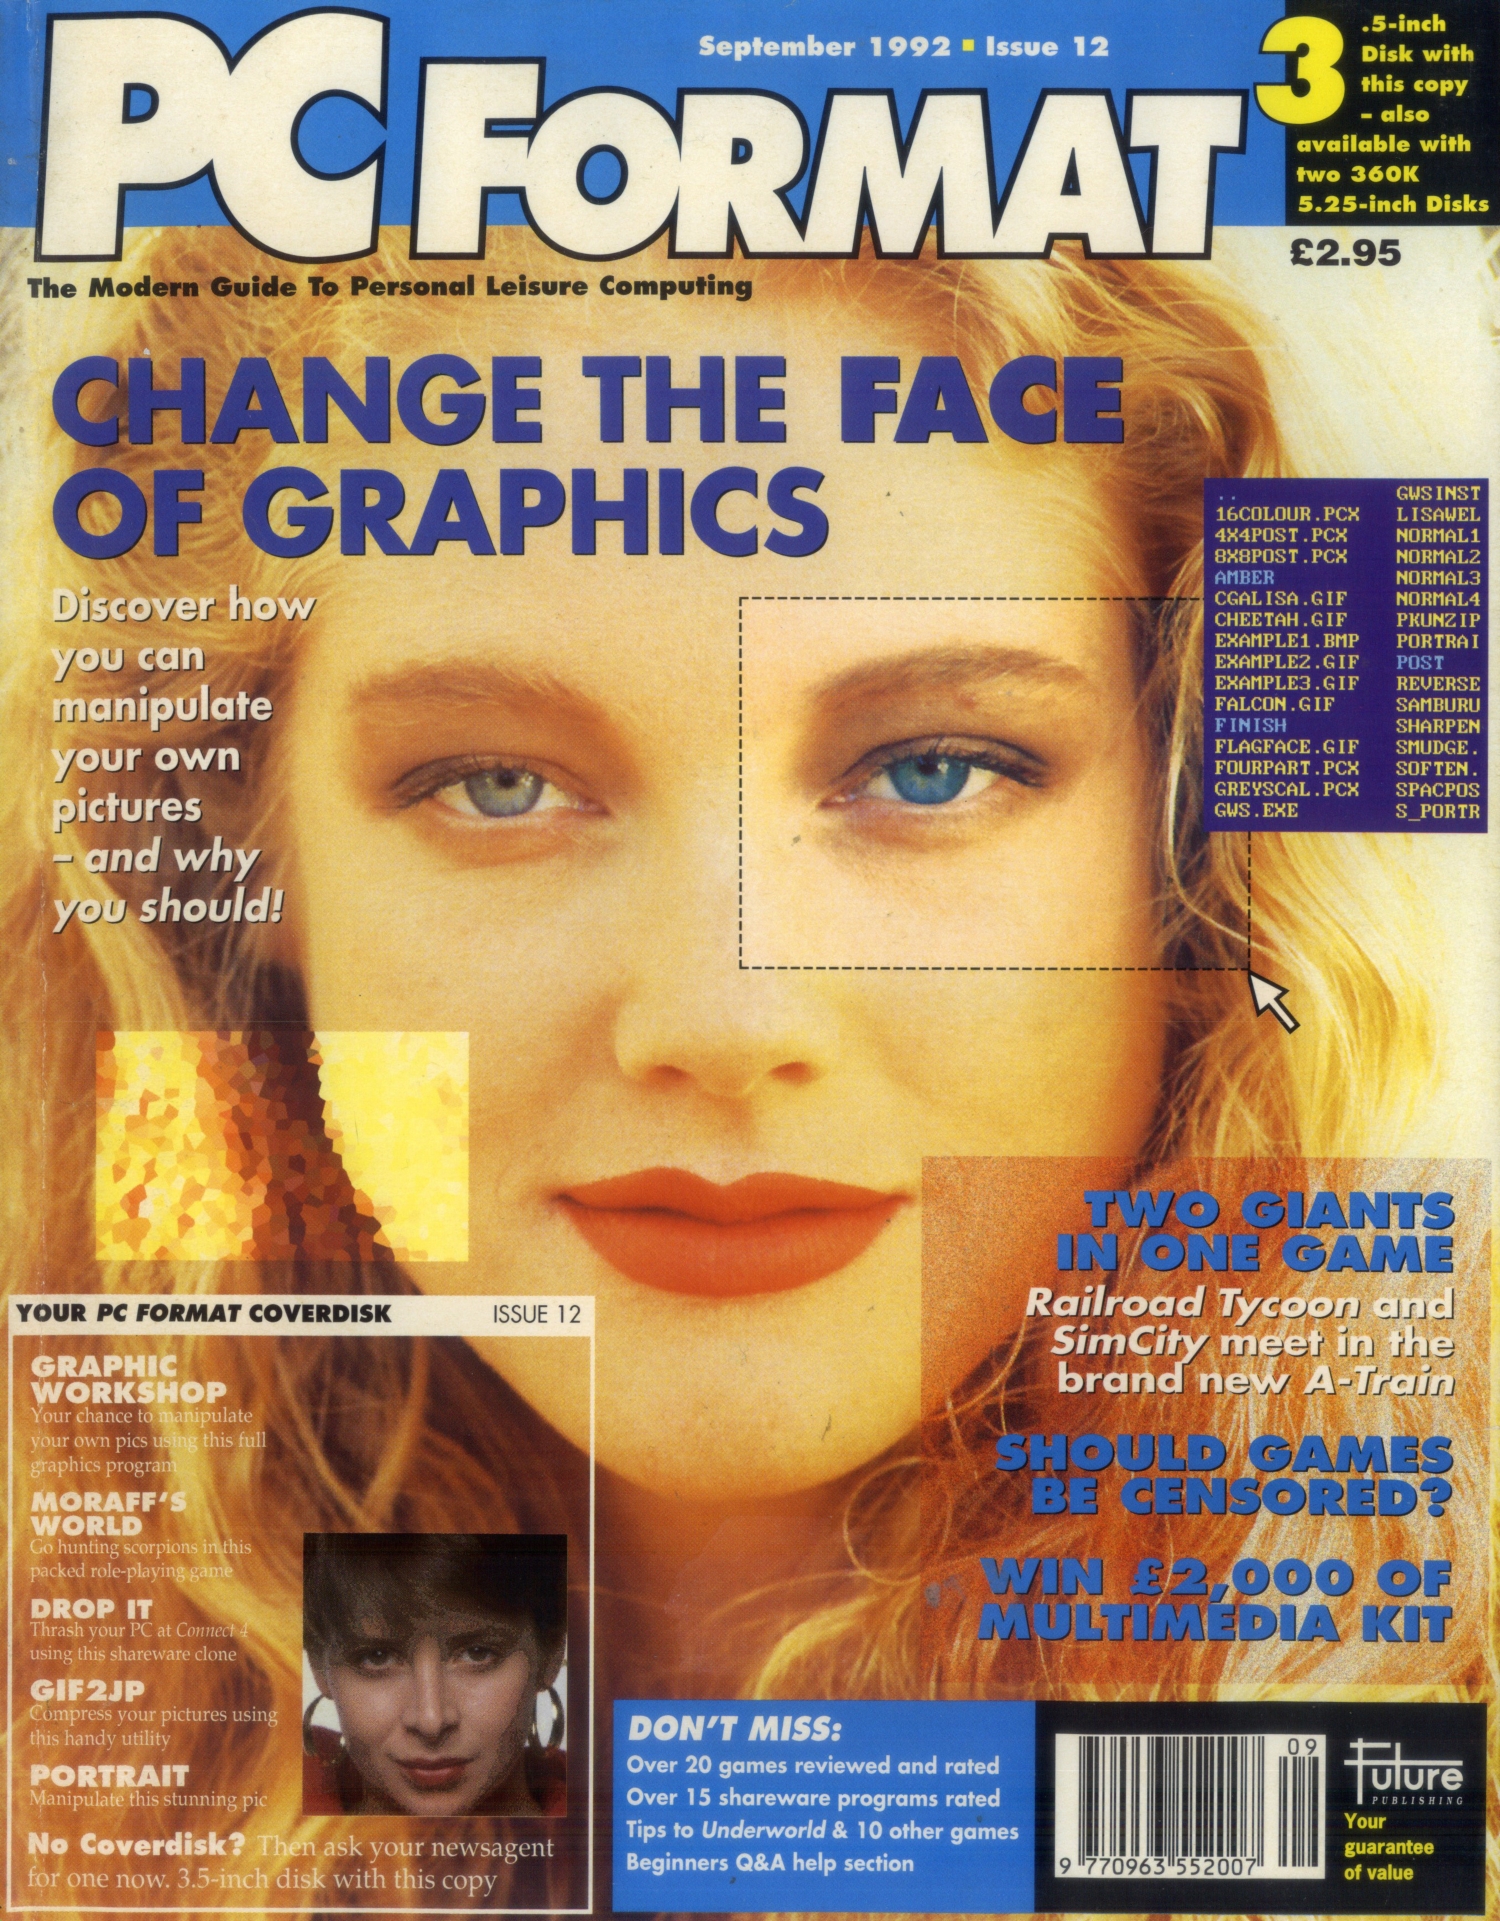 PC FORMAT
September 1992 ▪ Issue 12
3 .5-inch
Disk with
this copy
– also
available with
two 360K
5.25-inch Disks
£2.95
The Modern Guide To Personal Leisure Computing
CHANGE THE FACE
OF GRAPHICS
Discover how
you can
manipulate
your own
pictures
– and why
you should!
.. GWSINST
16COLOUR.PCX LISAWEL
4X4POST.PCX NORMAL1
8X8POST.PCX NORMAL2
AMBER NORMAL3
CGALISA.GIF NORMAL4
CHEETAH.GIF PKUNZIP
EXAMPLE1.BMP PORTRAI
EXAMPLE2.GIF POST
EXAMPLE3.GIF REVERSE
FALCON.GIF SAMBURU
FINISH SHARPEN
FLAGFACE.GIF SMUDGE.
FOURPART.PCX SOFTEN.
GREYSCAL.PCX SPACPOS
GWS.EXE S_PORTR
TWO GIANTS
IN ONE GAME
Railroad Tycoon and
SimCity meet in the
brand new A-Train
SHOULD GAMES
BE CENSORED?
WIN £2,000 OF
MULTIMEDIA KIT
YOUR PC FORMAT COVERDISK ISSUE 12
GRAPHIC
WORKSHOP
Your chance to manipulate
your own pics using this full
graphics program
MORAFF'S
WORLD
Go hunting scorpions in this
packed role-playing game
DROP IT
Thrash your PC at Connect 4
using this shareware clone
GIF2JP
Compress your pictures using
this handy utility
PORTRAIT
Manipulate this stunning pic
No Coverdisk? Then ask your newsagent
for one now. 3.5-inch disk with this copy
DON'T MISS:
Over 20 games reviewed and rated
Over 15 shareware programs rated
Tips to Underworld & 10 other games
Beginners Q&A help section
09
9 770963 552007
Future
PUBLISHING
Your
guarantee
of value